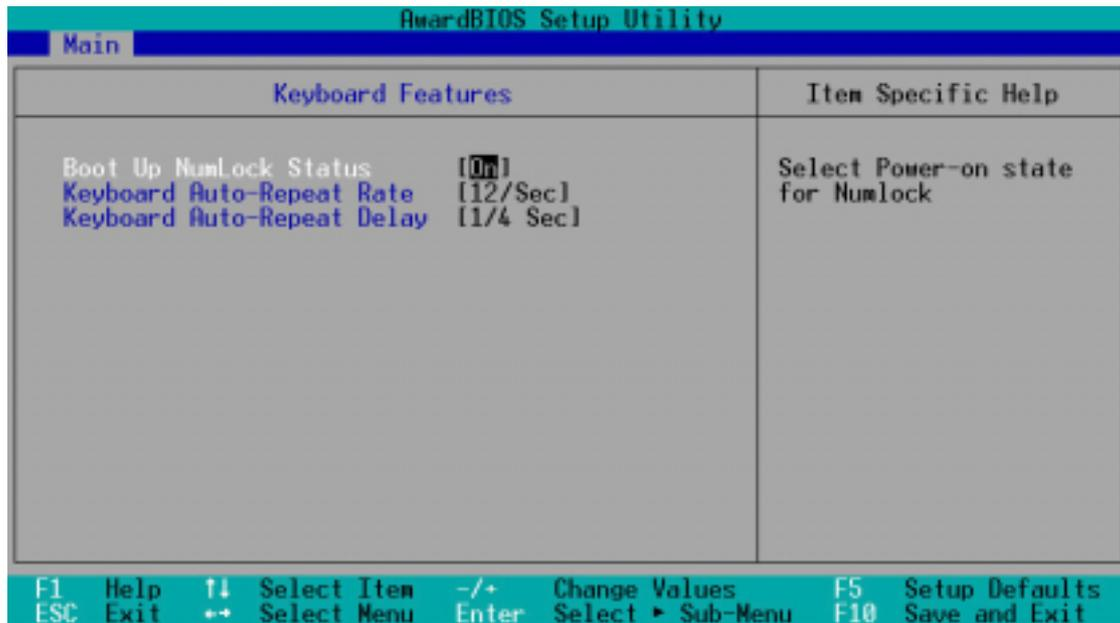 AwardBIOS Setup Utility
Main
Keyboard Features
Item Specific Help
Boot Up NumLock Status [On]
Keyboard Auto-Repeat Rate [12/Sec]
Keyboard Auto-Repeat Delay [1/4 Sec]
Select Power-on state
for Numlock
F1 Help ↑↓ Select Item -/+ Change Values F5 Setup Defaults
ESC Exit ←→ Select Menu Enter Select ► Sub-Menu F10 Save and Exit